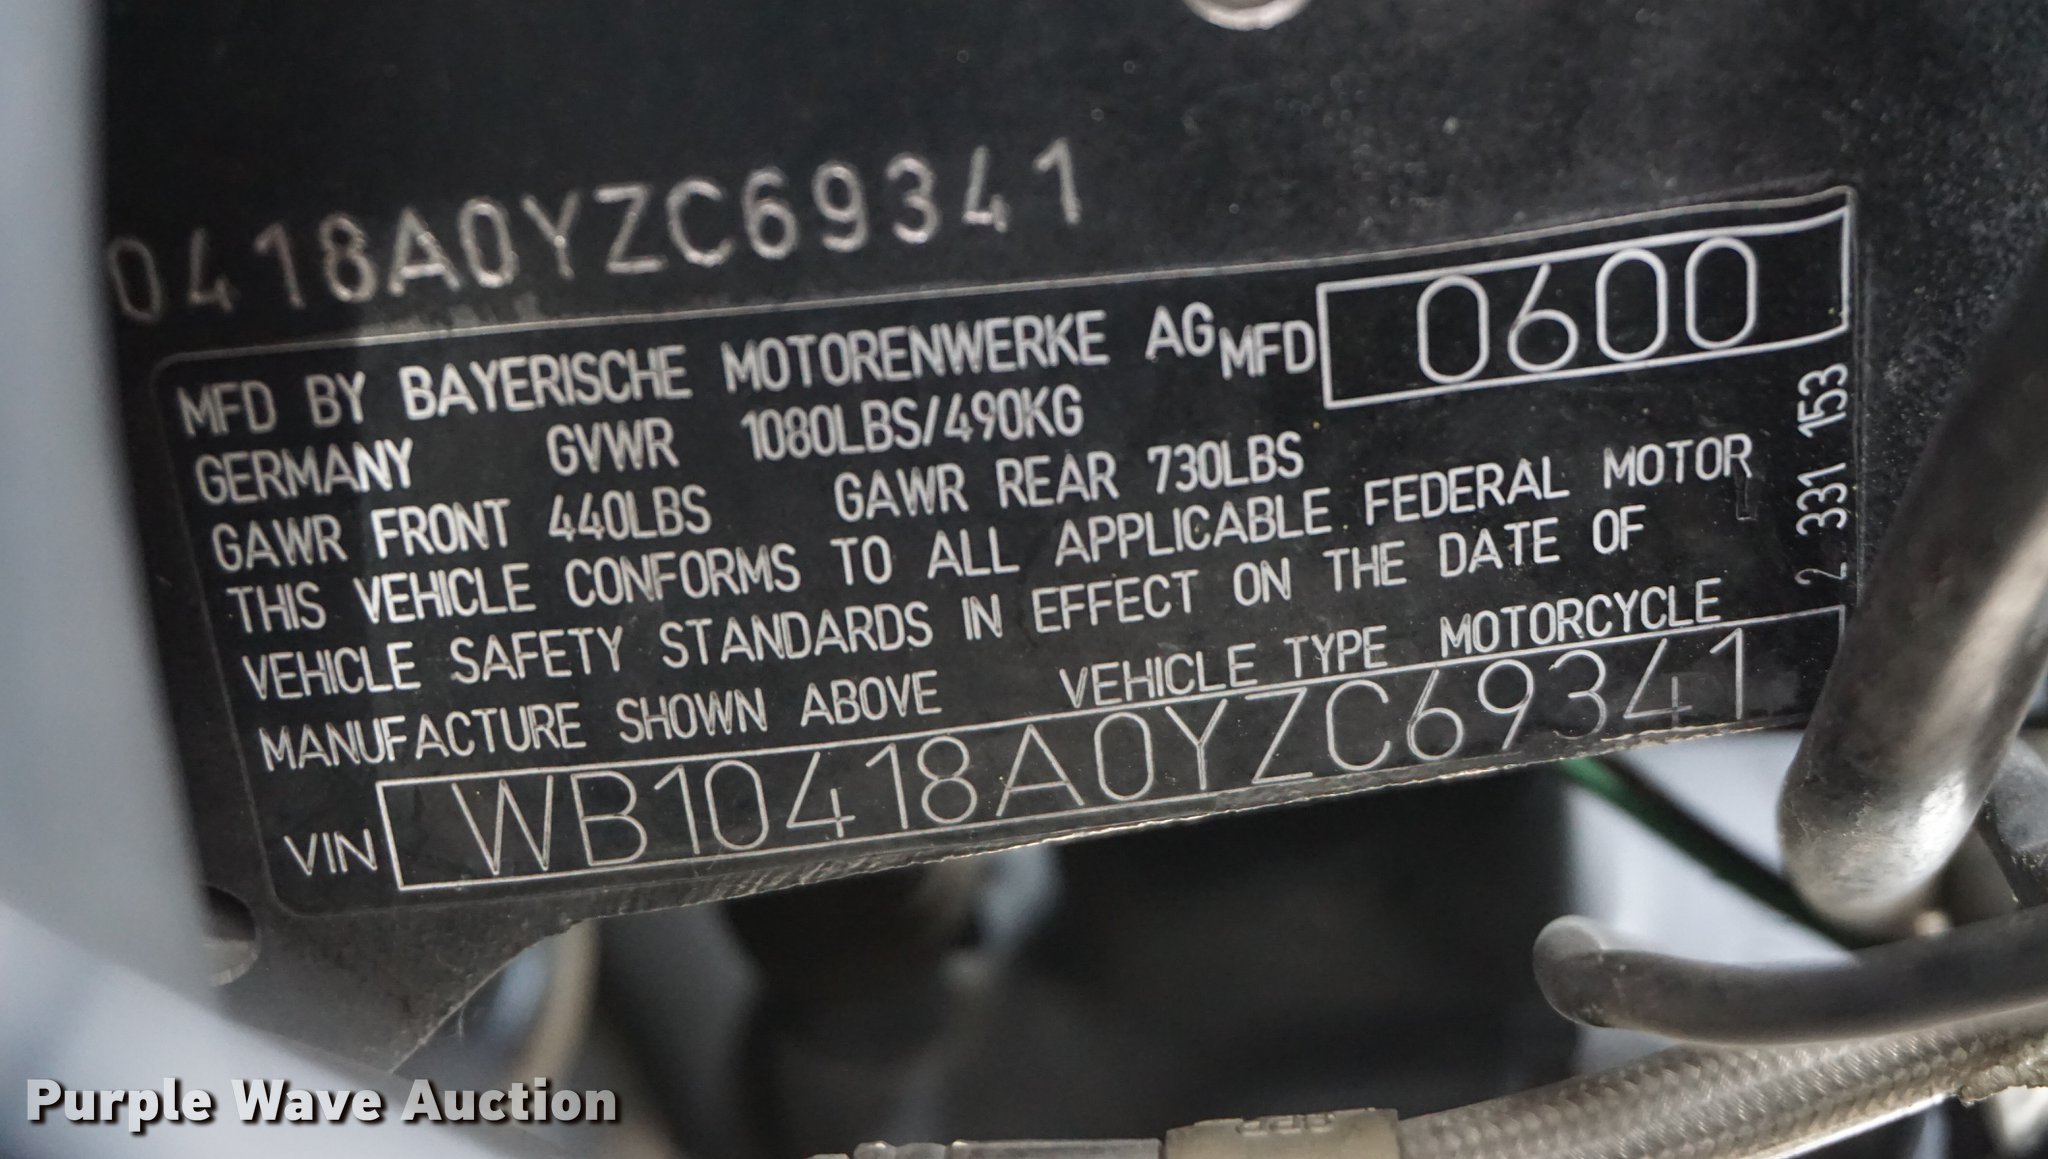 0418A0YZC69341
MFD BY BAYERISCHE MOTORENWERKE AG MFD 0600
GERMANY GVWR 1080LBS/490KG
GAWR FRONT 440LBS GAWR REAR 730LBS
THIS VEHICLE CONFORMS TO ALL APPLICABLE FEDERAL MOTOR
VEHICLE SAFETY STANDARDS IN EFFECT ON THE DATE OF
MANUFACTURE SHOWN ABOVE VEHICLE TYPE MOTORCYCLE
VIN WB10418A0YZC69341
2 331 153
Purple Wave Auction